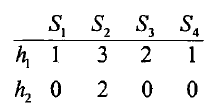 S₁ S₂ S₃ S₄
h₁ 1 3 2 1
h₂ 0 2 0 0